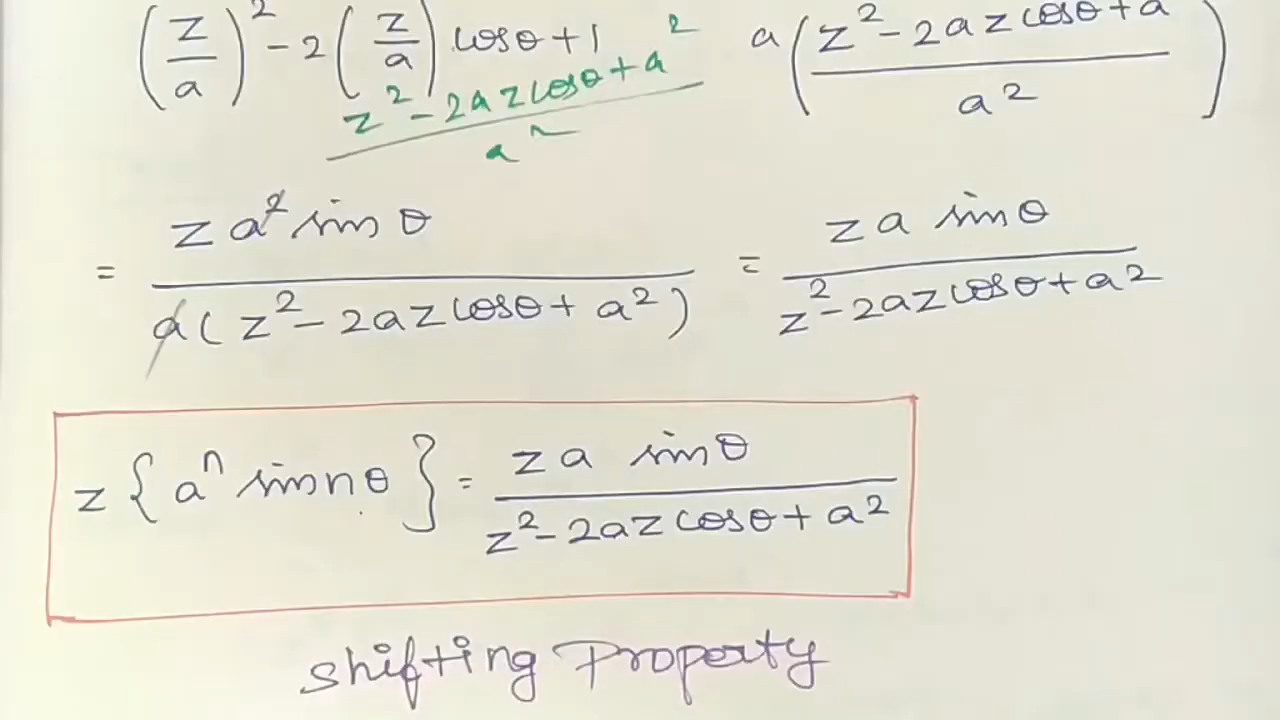 (z/a)² - 2(z/a) cosθ + 1
z² - 2az cosθ + a² / a²
a(z² - 2az cosθ + a / a²)
= za² sinθ / a(z² - 2az cosθ + a²) = za sinθ / z² - 2az cosθ + a²
z{aⁿ sin nθ} = za sinθ / z² - 2az cosθ + a²
Shifting Property